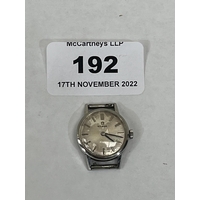 McCartneys LLP
192
17TH NOVEMBER 2022